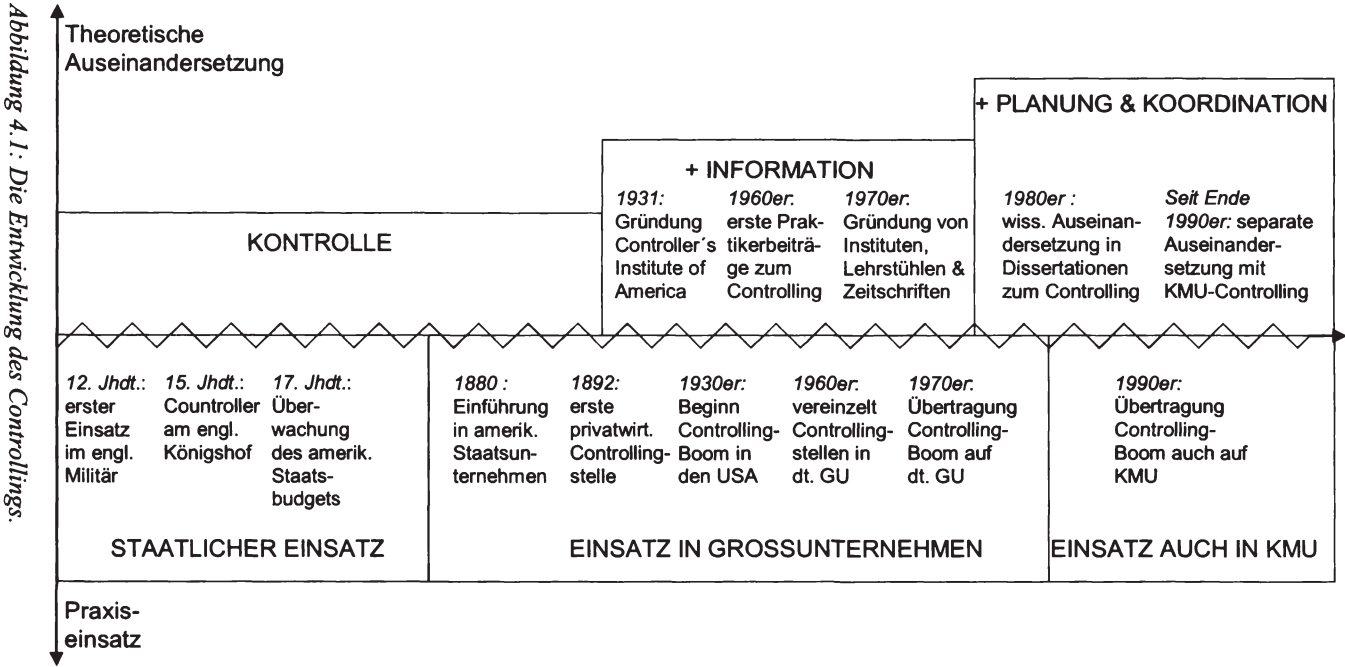 Abbildung 4.1: Die Entwicklung des Controllings.
Theoretische
Auseinandersetzung
KONTROLLE
+ INFORMATION
1931:
Gründung
Controller´s
Institute of
America
1960er:
erste Prak-
tikerbeiträ-
ge zum
Controlling
1970er:
Gründung von
Instituten,
Lehrstühlen &
Zeitschriften
+ PLANUNG & KOORDINATION
1980er :
wiss. Auseinan-
dersetzung in
Dissertationen
zum Controlling
Seit Ende
1990er: separate
Auseinander-
setzung mit
KMU-Controlling
12. Jhdt.:
erster
Einsatz
im engl.
Militär
15. Jhdt.:
Countroller
am engl.
Königshof
17. Jhdt.:
Über-
wachung
des amerik.
Staats-
budgets
STAATLICHER EINSATZ
1880 :
Einführung
in amerik.
Staatsun-
ternehmen
1892:
erste
privatwirt.
Controlling-
stelle
1930er:
Beginn
Controlling-
Boom in
den USA
1960er:
vereinzelt
Controlling-
stellen in
dt. GU
1970er:
Übertragung
Controlling-
Boom auf
dt. GU
EINSATZ IN GROSSUNTERNEHMEN
1990er:
Übertragung
Controlling-
Boom auch auf
KMU
EINSATZ AUCH IN KMU
Praxis-
einsatz